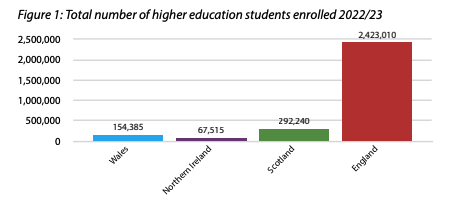 Figure 1: Total number of higher education students enrolled 2022/23
2,500,000
2,000,000
1,500,000
1,000,000
500,000
0
154,385
67,515
292,240
2,423,010
Wales
Northern Ireland
Scotland
England